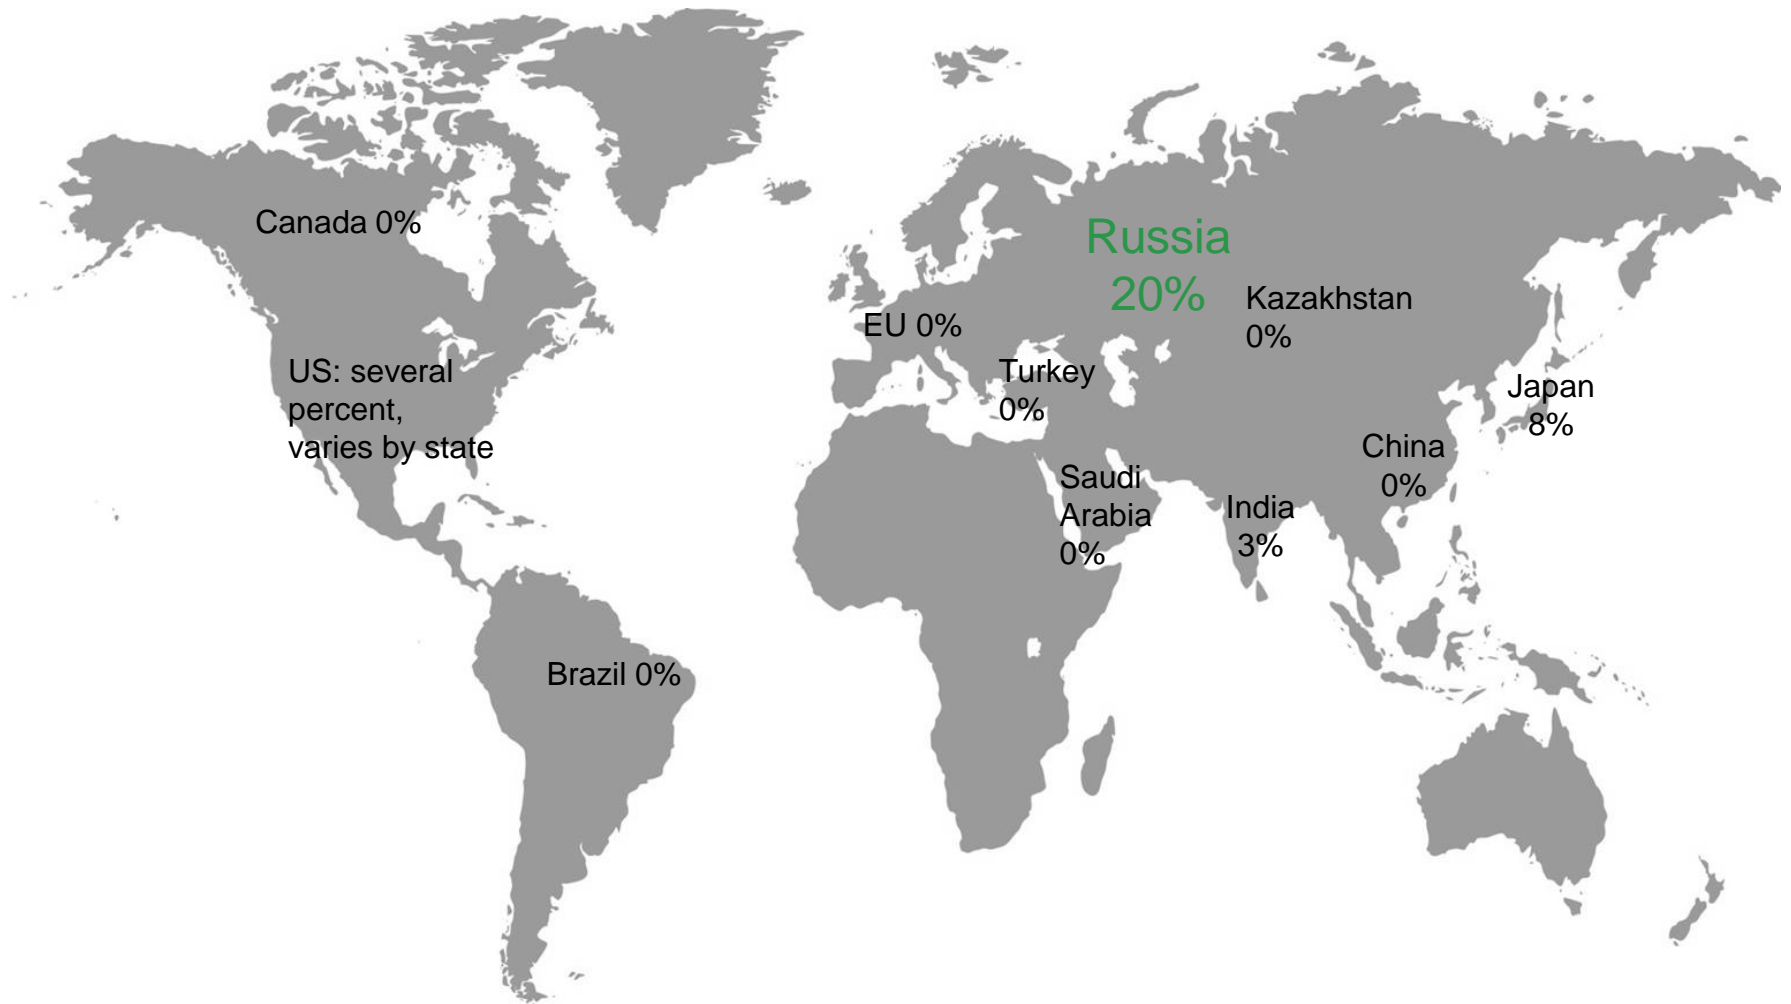 Canada 0%
Russia
20%
Kazakhstan
0%
EU 0%
US: several
percent,
varies by state
Turkey
0%
Japan
8%
China
0%
Saudi
Arabia
0%
India
3%
Brazil 0%